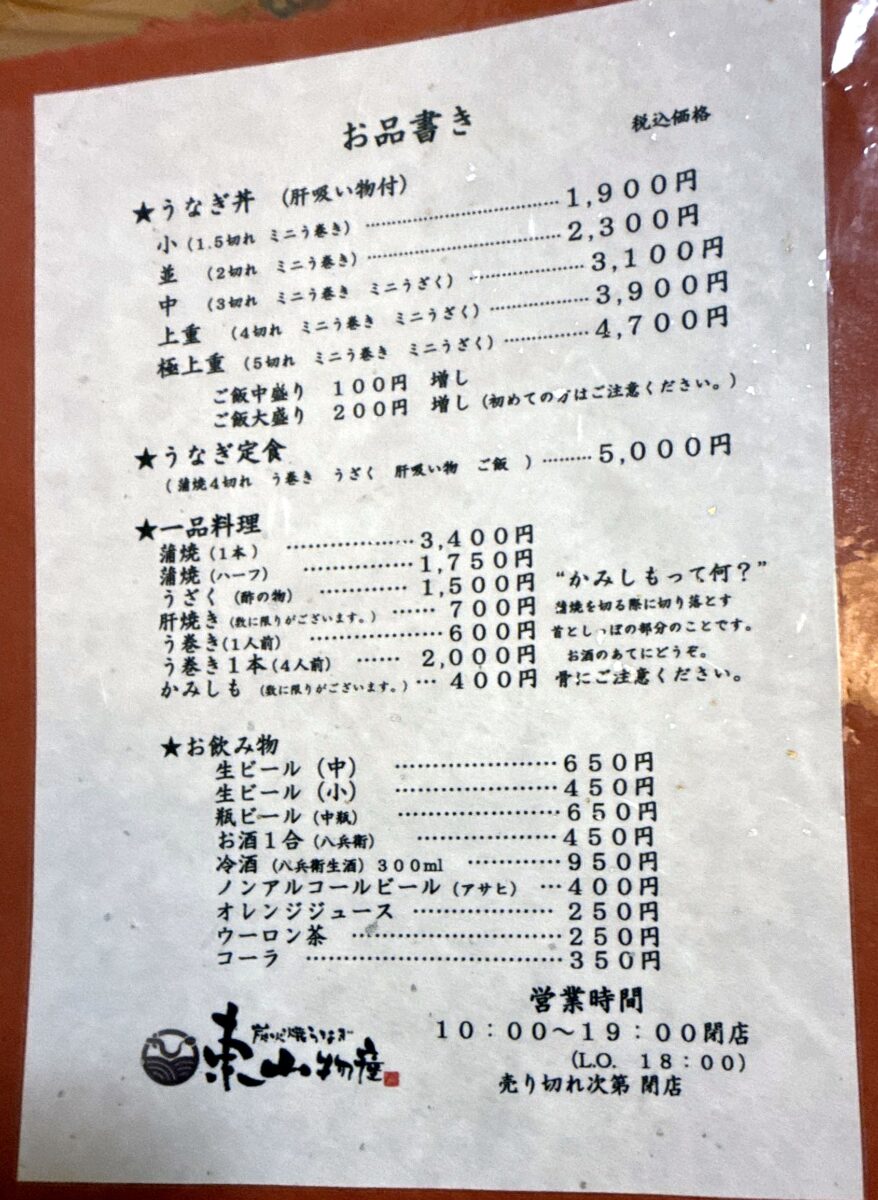 お品書き
税込価格
★うなぎ丼 (肝吸い物付)
小(1.5切れ ミニう巻き) ……………………1,900円
並 (2切れ ミニう巻き)……………………2,300円
中 (3切れ ミニう巻き ミニうざく) ……………3,100円
上重 (4切れ ミニう巻き ミニうざく)……………3,900円
極上重 (5切れ ミニう巻き ミニうざく) …………4,700円
ご飯中盛り 100円 増し
ご飯大盛り 200円 増し(初めての方はご注意ください。)
★うなぎ定食
(蒲焼4切れ う巻き うざく 肝吸い物 ご飯 )………5,000円
★一品料理
蒲焼(1本) ………………3,400円
蒲焼(ハーフ) ……………1,750円
うざく (酢の物) ……………1,500円
肝焼き(数に限りがございます。) ……700円
う巻き(1人前) ………………600円
う巻き1本(4人前) …… 2,000円
かみしも (数に限りがございます。)…400円
“かみしもって何?”
蒲焼を切る際に切り落とす
首としっぽの部分のことです。
お酒のあてにどうぞ。
骨にご注意ください。
★お飲み物
生ビール(中) …………………650円
生ビール(小) …………………450円
瓶ビール(中瓶) …………………650円
お酒1合(八兵衛) ………………450円
冷酒(八兵衛生酒)300ml …………950円
ノンアルコールビール(アサヒ) …400円
オレンジジュース ………………250円
ウーロン茶 ………………………250円
コーラ ……………………………350円
炭火焼うなぎ
東山物産
営業時間
10:00〜19:00閉店
(L.O. 18:00)
売り切れ次第 閉店